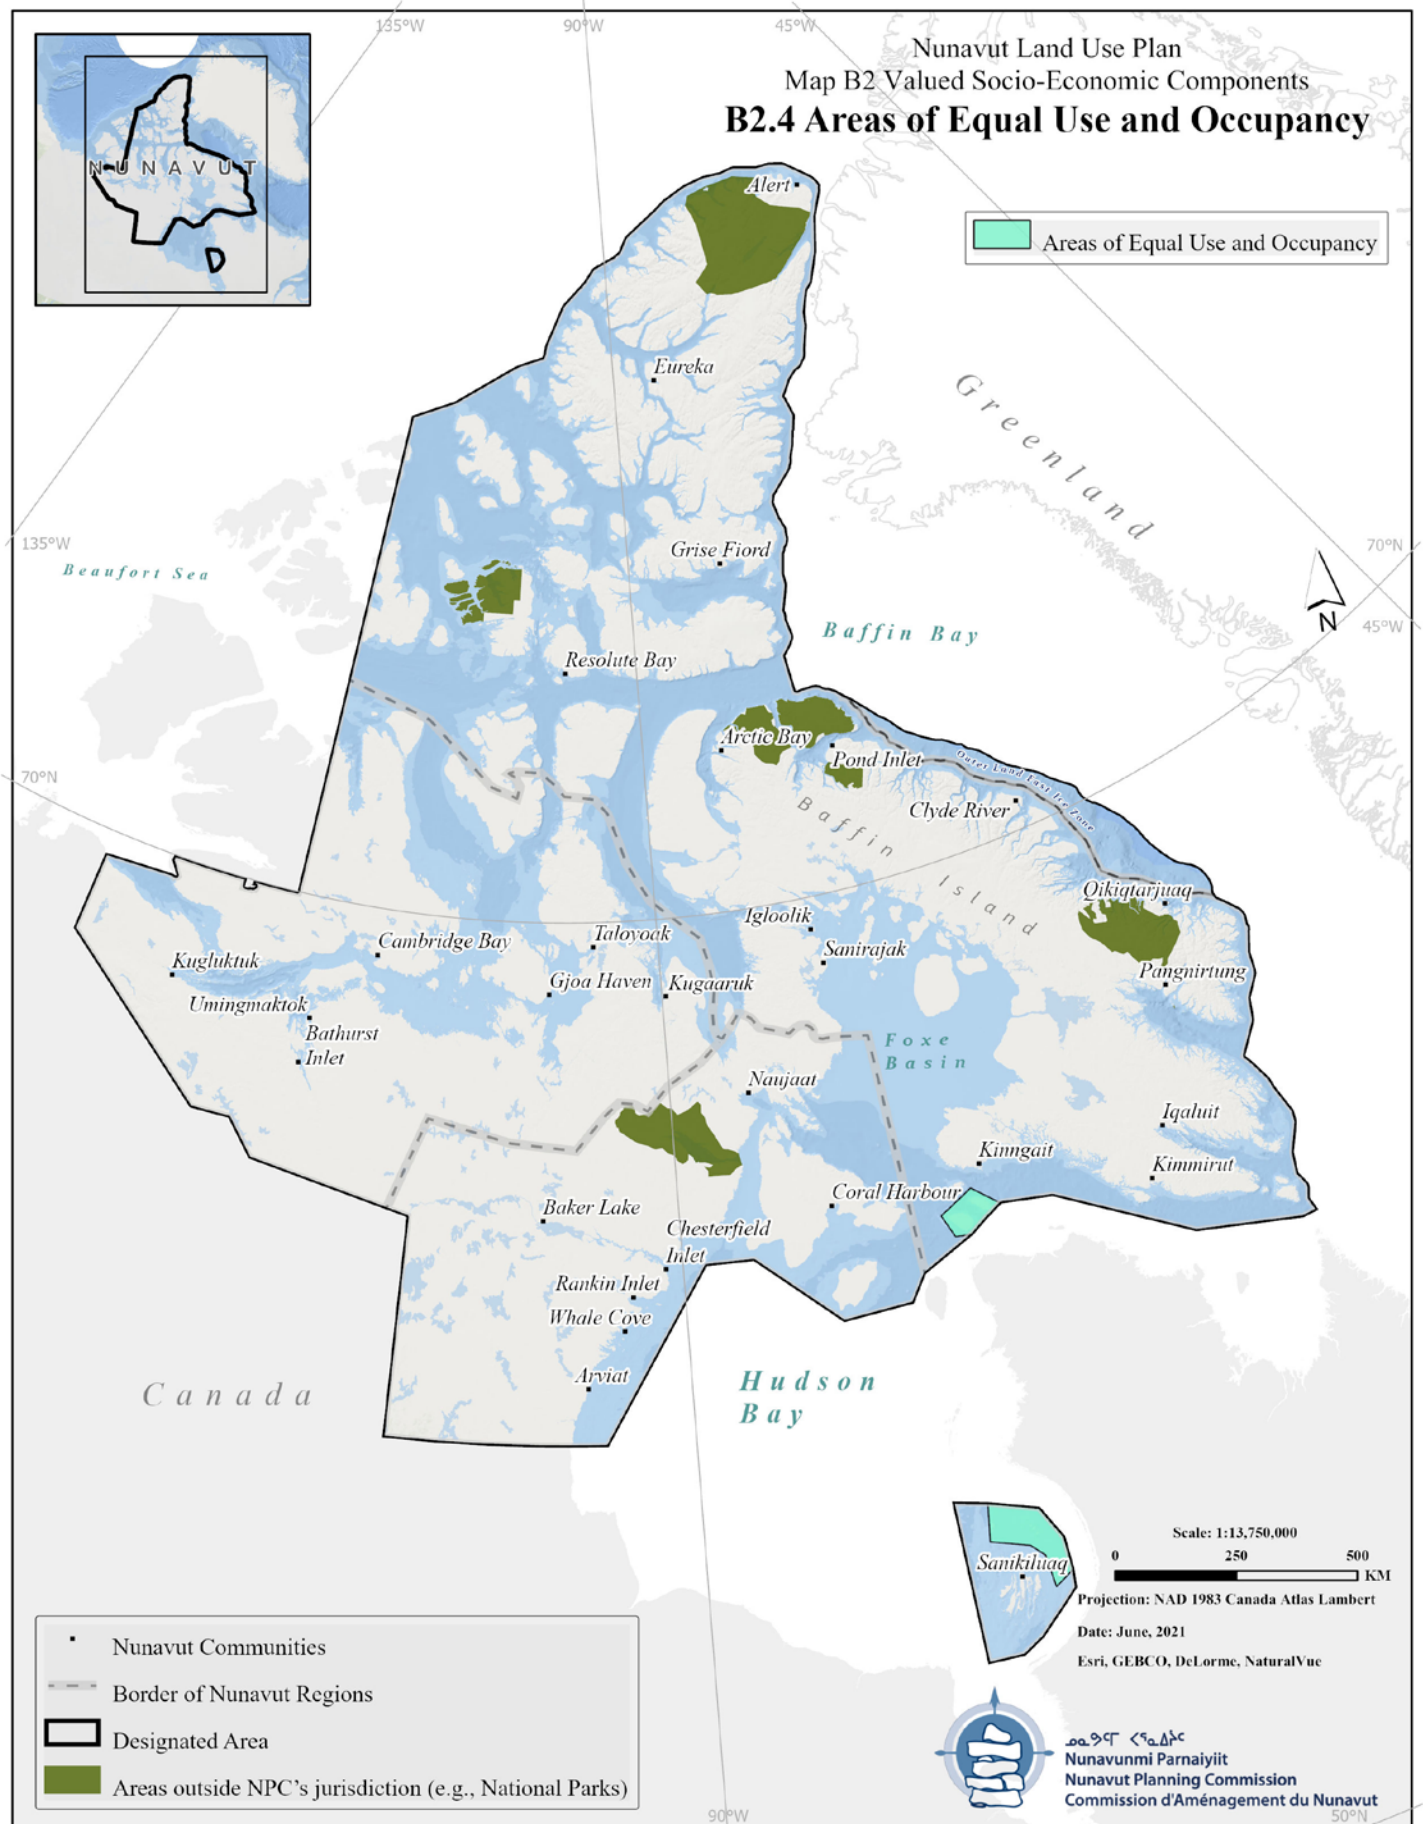 135°W
90°W
45°W
Nunavut Land Use Plan
Map B2 Valued Socio-Economic Components
B2.4 Areas of Equal Use and Occupancy
NUNAVUT
Areas of Equal Use and Occupancy
Alert
Eureka
Greenland
135°W
Beaufort Sea
Grise Fiord
70°N
45°W
N
Baffin Bay
Resolute Bay
Arctic Bay
Pond Inlet
Outer Land Fast Ice Zone
70°N
Clyde River
Baffin
Island
Qikiqtarjuaq
Igloolik
Taloyoak
Cambridge Bay
Sanirajak
Kugluktuk
Pangnirtung
Gjoa Haven
Kugaaruk
Umingmaktok
Bathurst
Inlet
Foxe
Basin
Naujaat
Iqaluit
Kinngait
Kimmirut
Coral Harbour
Baker Lake
Chesterfield
Inlet
Rankin Inlet
Whale Cove
Arviat
Canada
Hudson
Bay
Sanikiluaq
Scale: 1:13,750,000
0 250 500
KM
Projection: NAD 1983 Canada Atlas Lambert
Date: June, 2021
Esri, GEBCO, DeLorme, NaturalVue
Nunavut Communities
Border of Nunavut Regions
Designated Area
Areas outside NPC's jurisdiction (e.g., National Parks)
ᓄᓇᕗᑦᒥ ᐸᕐᓇᐃᔨᑦ
Nunavunmi Parnaiyiit
Nunavut Planning Commission
Commission d'Aménagement du Nunavut
90°W
50°N